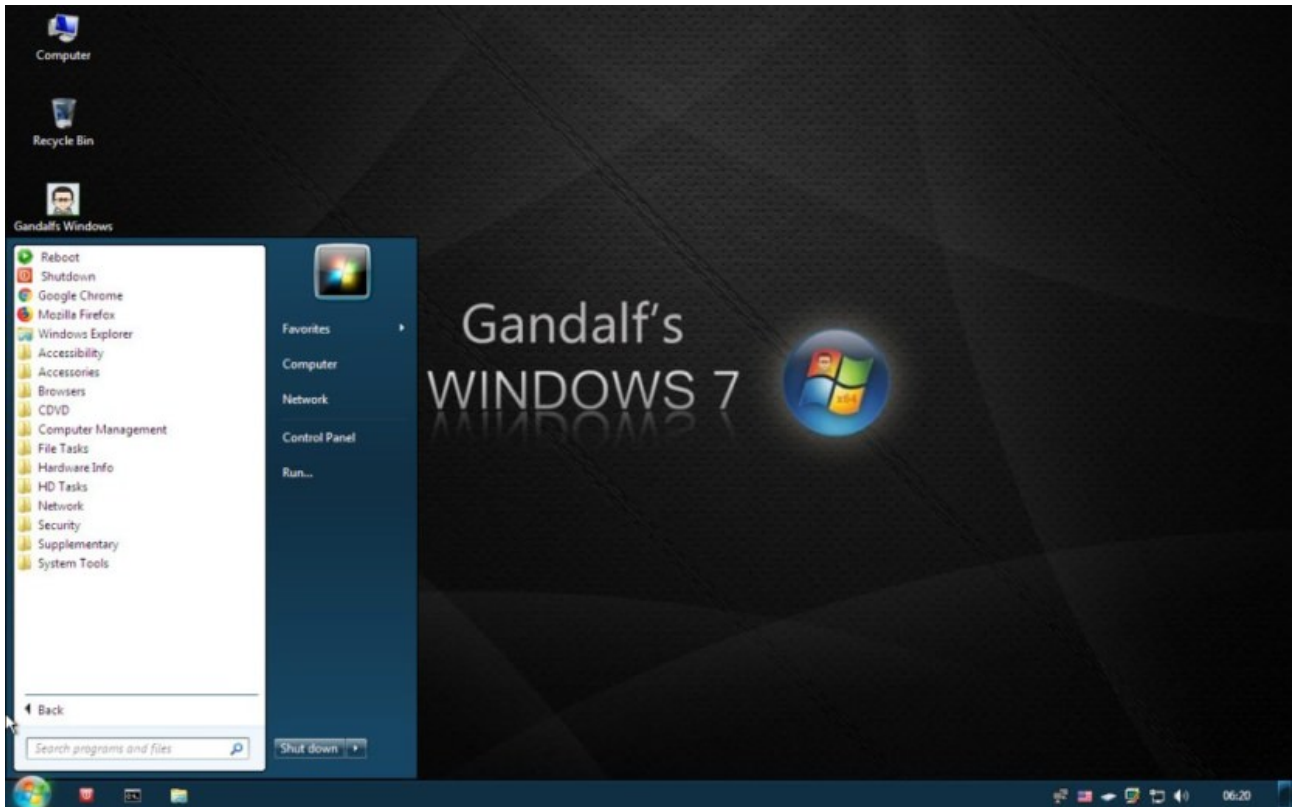 Computer
Recycle Bin
Gandalfs Windows
Reboot
Shutdown
Google Chrome
Mozilla Firefox
Windows Explorer
Accessibility
Accessories
Browsers
CDVD
Computer Management
File Tasks
Hardware Info
HD Tasks
Network
Security
Supplementary
System Tools
Back
Search programs and files
Favorites
Computer
Network
Control Panel
Run...
Shut down
Gandalf's
WINDOWS 7
x64
06:20